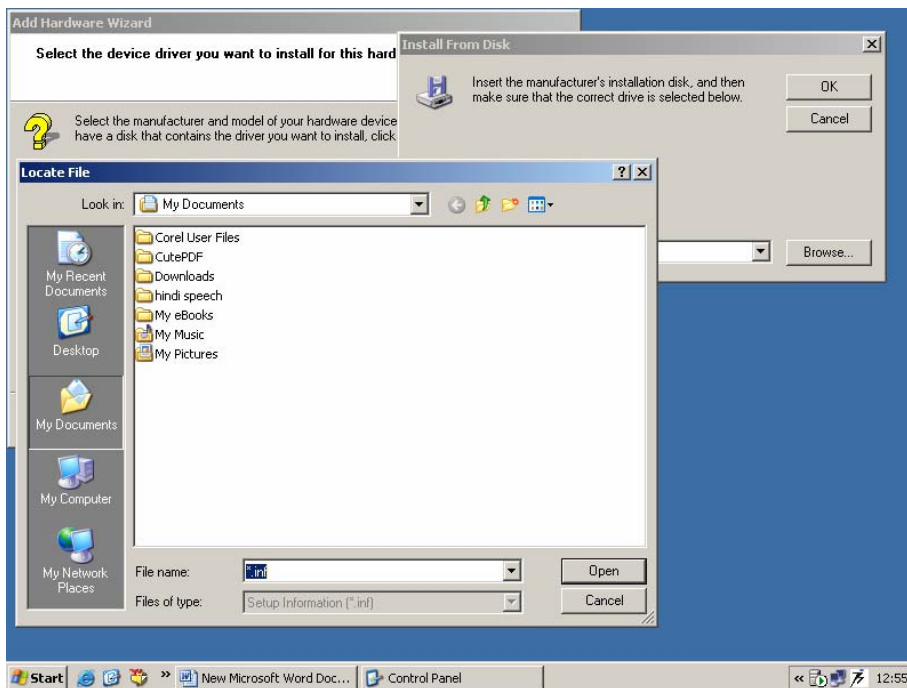 Add Hardware Wizard
Select the device driver you want to install for this hard
Select the manufacturer and model of your hardware device
have a disk that contains the driver you want to install, click
Install From Disk
Insert the manufacturer's installation disk, and then
make sure that the correct drive is selected below.
OK
Cancel
Browse...
Locate File
Look in:
My Documents
My Recent
Documents
Desktop
My Documents
My Computer
My Network
Places
Corel User Files
CutePDF
Downloads
hindi speech
My eBooks
My Music
My Pictures
File name:
*.inf
Open
Files of type:
Setup Information (*.inf)
Cancel
Start
»
New Microsoft Word Doc...
Control Panel
«
12:55